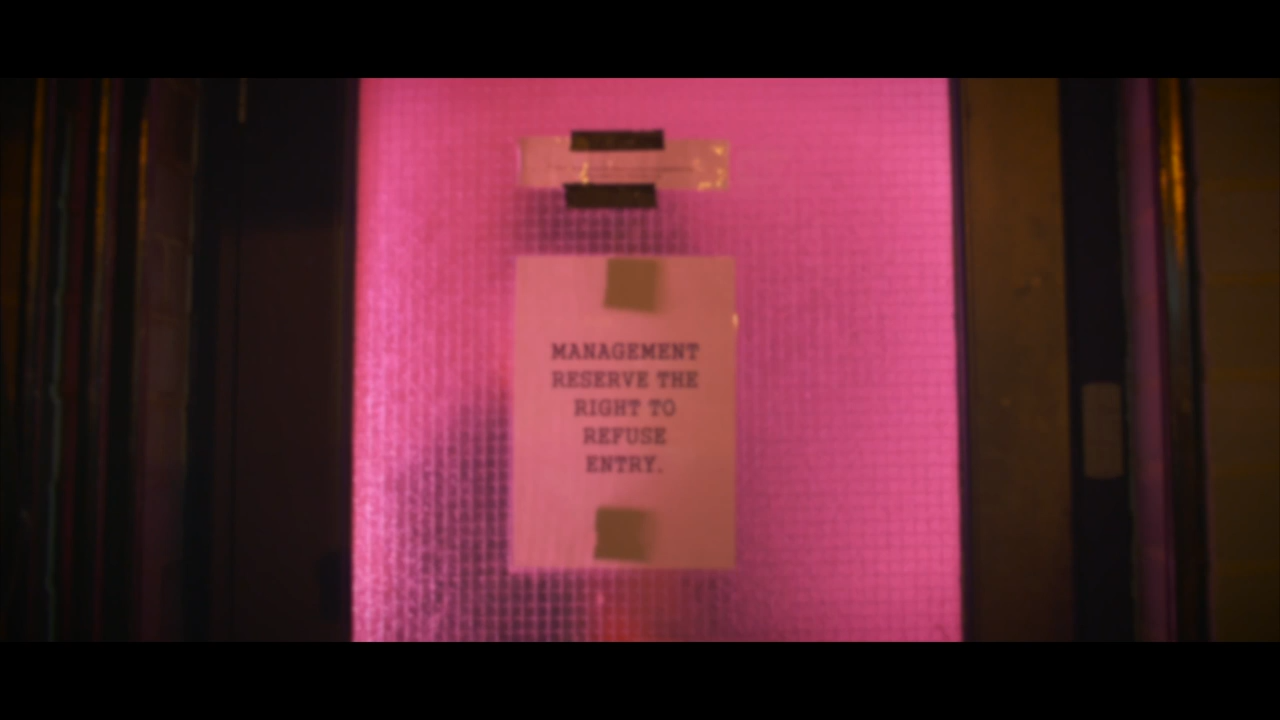 MANAGEMENT
RESERVE THE
RIGHT TO
REFUSE
ENTRY.